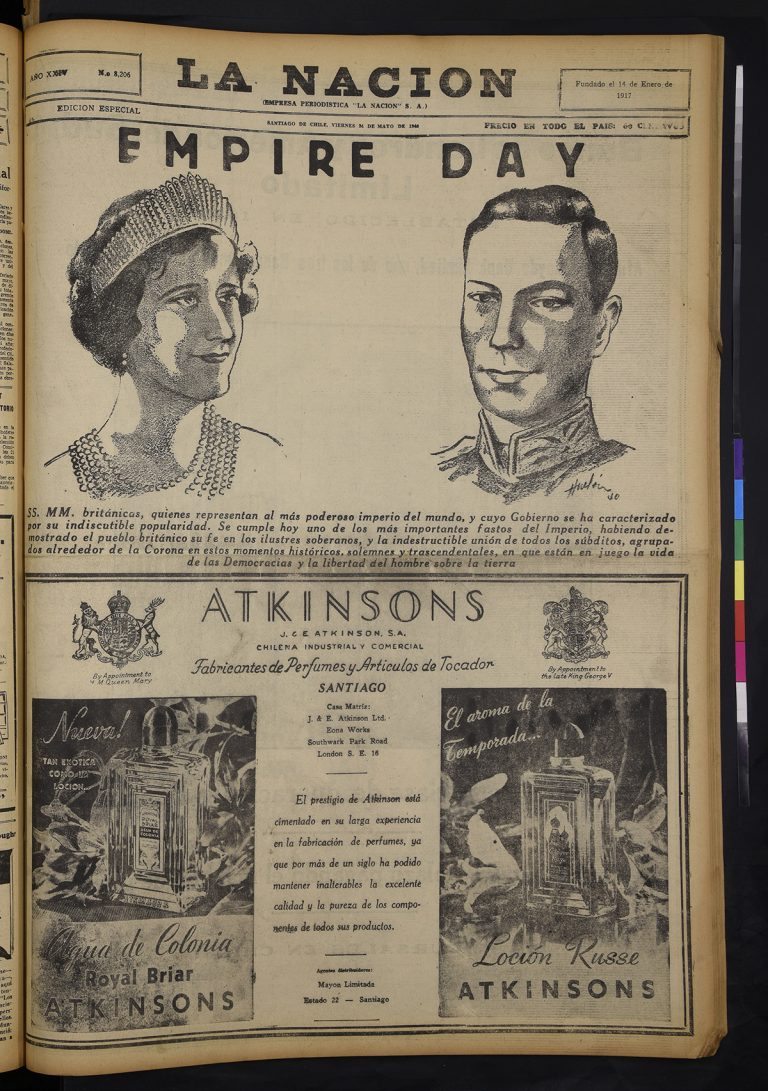 AÑO XXIV
N.o 8,206
LA NACION
(EMPRESA PERIODISTICA "LA NACION" S. A.)
Fundado el 14 de Enero de
1917
EDICION ESPECIAL
SANTIAGO DE CHILE, VIERNES 24 DE MAYO DE 1940
PRECIO EN TODO EL PAIS: 60 CENTAVOS
EMPIRE DAY
SS. MM. británicas, quienes representan al más poderoso imperio del mundo, y cuyo Gobierno se ha caracterizado
por su indiscutible popularidad. Se cumple hoy uno de los más importantes fastos del Imperio, habiendo de-
mostrado el pueblo británico su fe en los ilustres soberanos, y la indestructible unión de todos los súbditos, agrupa-
dos alrededor de la Corona en estos momentos históricos, solemnes y trascendentales, en que están en juego la vida
de las Democracias y la libertad del hombre sobre la tierra
ATKINSONS
J. & E. ATKINSON, S.A.
CHILENA INDUSTRIAL Y COMERCIAL
Fabricantes de Perfumes y Articulos de Tocador
SANTIAGO
By Appointment to
H.M. Queen Mary
By Appointment to
the late King George V
Casa Matríz:
J. & E. Atkinson Ltd.
Eona Works
Southwark Park Road
London S. E. 16
El prestigio de Atkinson está
cimentado en su larga experiencia
en la fabricación de perfumes, ya
que por más de un siglo ha podido
mantener inalterables la excelente
calidad y la pureza de los compo-
nentes de todos sus productos.
Agentes distribuidores:
Mayon Limitada
Estado 22 — Santiago
Nueva!
TAN EXOTICA
COMO LA
LOCION...
Agua de Colonia
Royal Briar
ATKINSONS
El aroma de la
Temporada...
Loción Russe
ATKINSONS